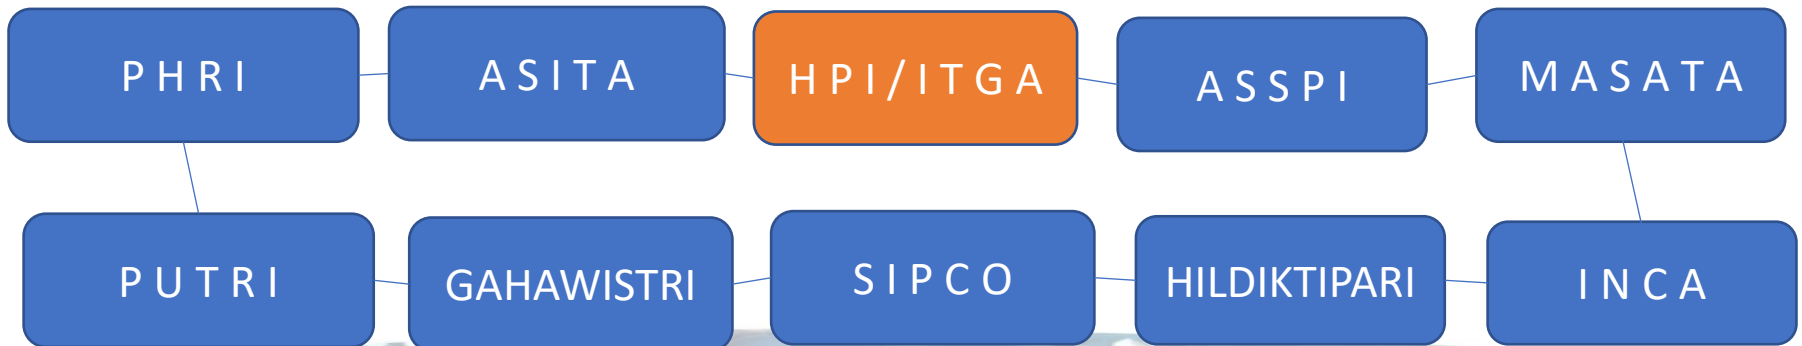 PHRI
ASITA
HPI/ITGA
ASSPI
MASATA
PUTRI
GAHAWISTRI
SIPCO
HILDIKTIPARI
INCA